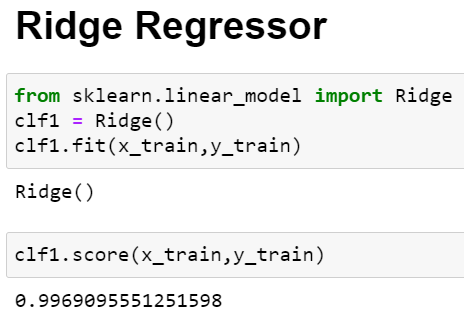 Ridge Regressor
from sklearn.linear_model import Ridge
clf1 = Ridge()
clf1.fit(x_train,y_train)
Ridge()
clf1.score(x_train,y_train)
0.9969095551251598